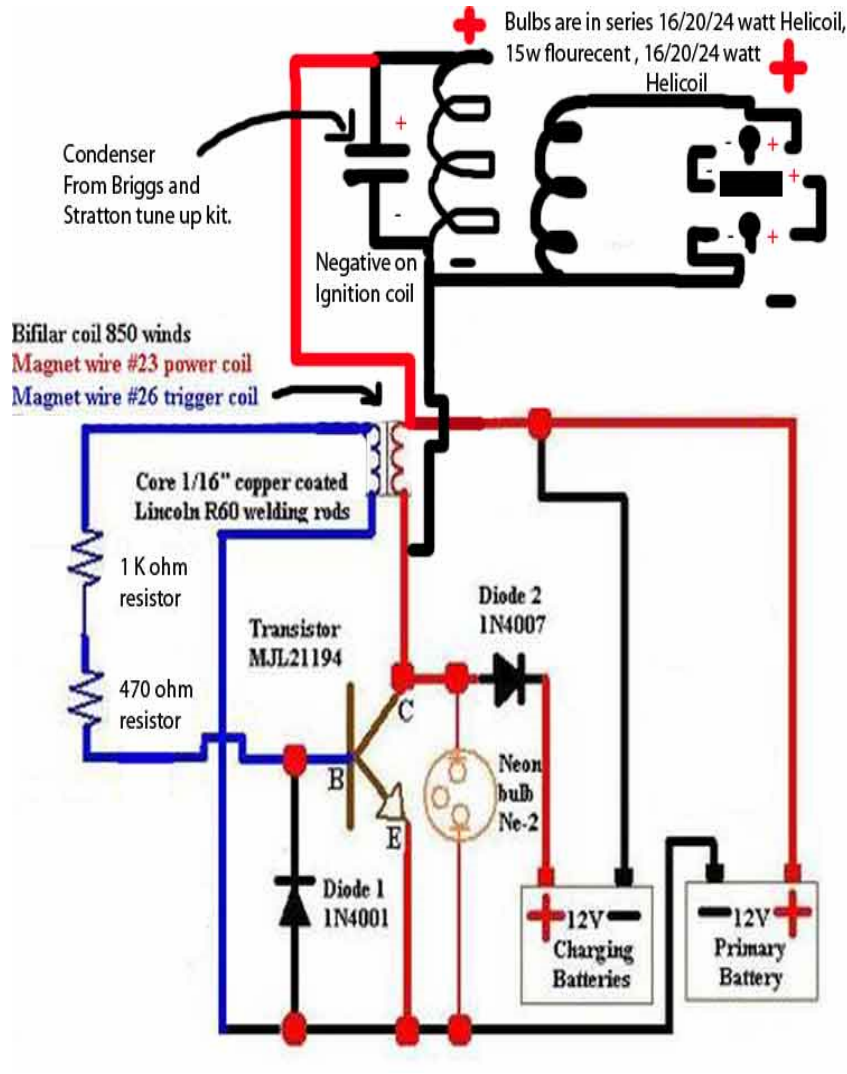 +
Bulbs are in series 16/20/24 watt Helicoil,
15w flourecent , 16/20/24 watt
Helicoil
+
Condenser
From Briggs and
Stratton tune up kit.
+
-
- +
- +
- +
Negative on
Ignition coil
-
-
Bifilar coil 850 winds
Magnet wire #23 power coil
Magnet wire #26 trigger coil
Core 1/16" copper coated
Lincoln R60 welding rods
1 K ohm
resistor
Diode 2
1N4007
Transistor
MJL21194
470 ohm
resistor
C
B
E
Neon
bulb
Ne-2
Diode 1
1N4001
+ 12V -
Charging
Batteries
- 12V +
Primary
Battery